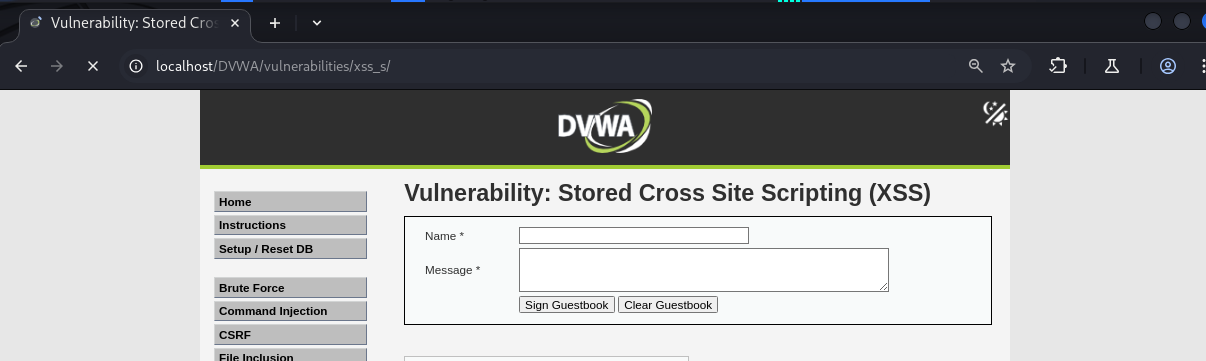 Vulnerability: Stored Cros
localhost/DVWA/vulnerabilities/xss_s/
DVWA
Vulnerability: Stored Cross Site Scripting (XSS)
Home
Instructions
Setup / Reset DB
Brute Force
Command Injection
CSRF
File Inclusion
Name *
Message *
Sign Guestbook Clear Guestbook